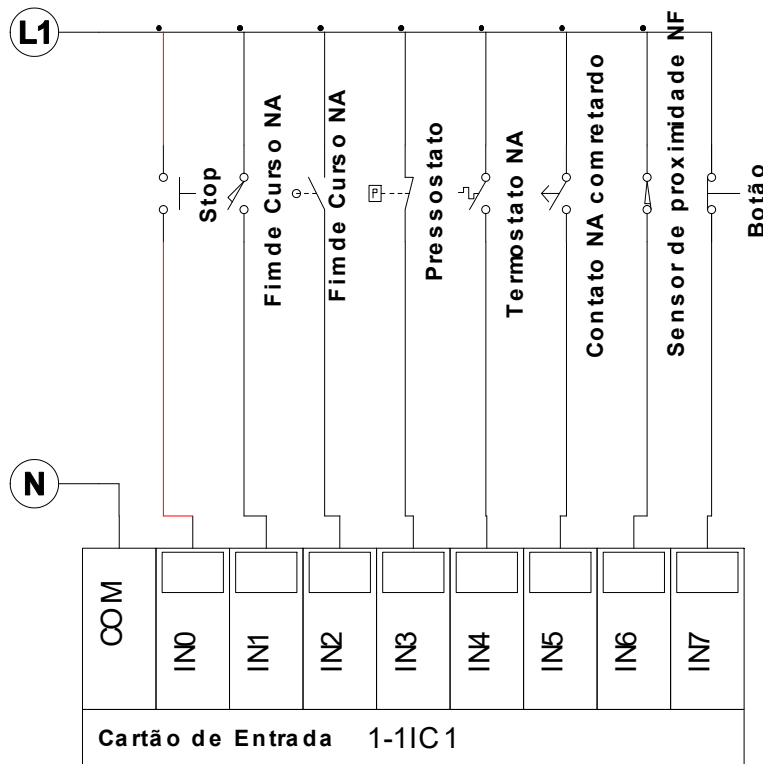 L1
Stop
Fim de Curso NA
Fim de Curso NA
Pressostato
Termostato NA
Contato NA com retardo
Sensor de proximidade NF
Botão
P
N
COM
IN0
IN1
IN2
IN3
IN4
IN5
IN6
IN7
Cartão de Entrada 1-1IC1